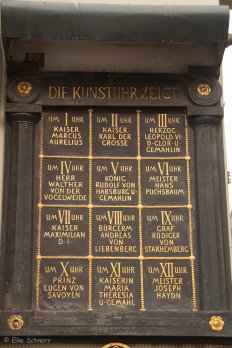 DIE KUNSTUHR ZEIGT
UM I UHR
KAISER
MARCUS
AURELIUS
UM II UHR
KAISER
KARL DER
GROSSE
UM III UHR
HERZOG
LEOPOLD VI
D·GLOR·U
GEMAHLIN
UM IV UHR
HERR
WALTHER
VON DER
VOGELWEIDE
UM V UHR
KÖNIG
RUDOLF VON
HABSBURG U
GEMAHLIN
UM VI UHR
MEISTER
HANS
PUCHSBAUM
UM VII UHR
KAISER
MAXIMILIAN
D·I·
UM VIII UHR
BÜRGERM
ANDREAS
VON
LIEBENBERG
UM IX UHR
GRAF
RÜDIGER
VON
STARHEMBERG
UM X UHR
PRINZ
EUGEN VON
SAVOYEN
UM XI UHR
KAISERIN
MARIA
THERESIA
U·GEMAHL
UM XII UHR
MEISTER
JOSEPH
HAYDN
© Elke Schnorr